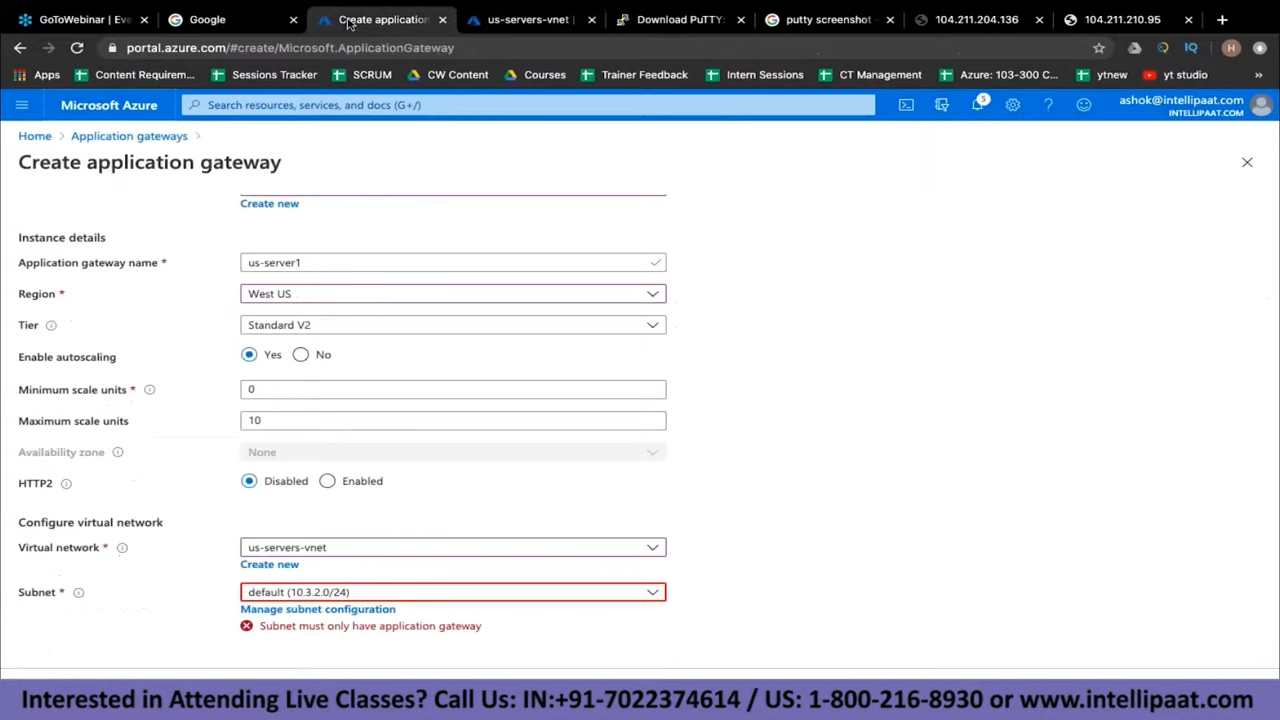 GoToWebinar | Even
Google
Create application
us-servers-vnet
Download PuTTY:
putty screenshot
104.211.204.136
104.211.210.95
portal.azure.com/#create/Microsoft.ApplicationGateway
H
Apps
Content Requirem...
Sessions Tracker
SCRUM
CW Content
Courses
Trainer Feedback
Intern Sessions
CT Management
Azure: 103-300 C...
ytnew
yt studio
»
Microsoft Azure
Search resources, services, and docs (G+/)
5
ashok@intellipaat.com
INTELLIPAAT.COM
Home > Application gateways >
Create application gateway
Create new
Instance details
Application gateway name *
us-server1
Region *
West US
Tier
Standard V2
Enable autoscaling
Yes
No
Minimum scale units *
0
Maximum scale units
10
Availability zone
None
HTTP2
Disabled
Enabled
Configure virtual network
Virtual network *
us-servers-vnet
Create new
Subnet *
default (10.3.2.0/24)
Manage subnet configuration
Subnet must only have application gateway
Interested in Attending Live Classes? Call Us: IN:+91-7022374614 / US: 1-800-216-8930 or www.intellipaat.com